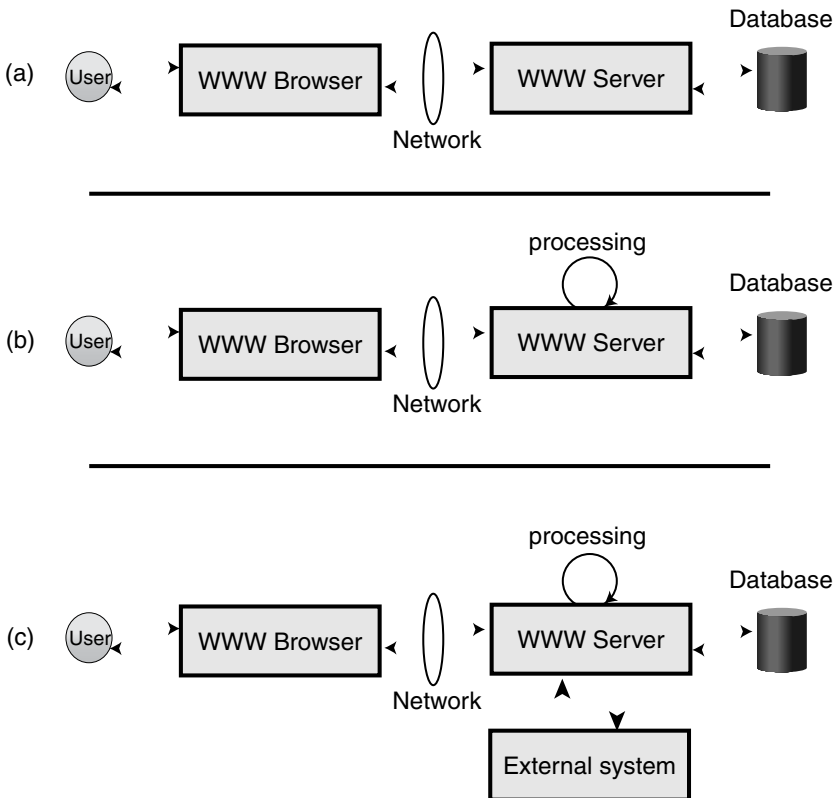 Database
(a)
User
WWW Browser
WWW Server
Network
processing
Database
(b)
User
WWW Browser
WWW Server
Network
processing
Database
(c)
User
WWW Browser
WWW Server
Network
External system